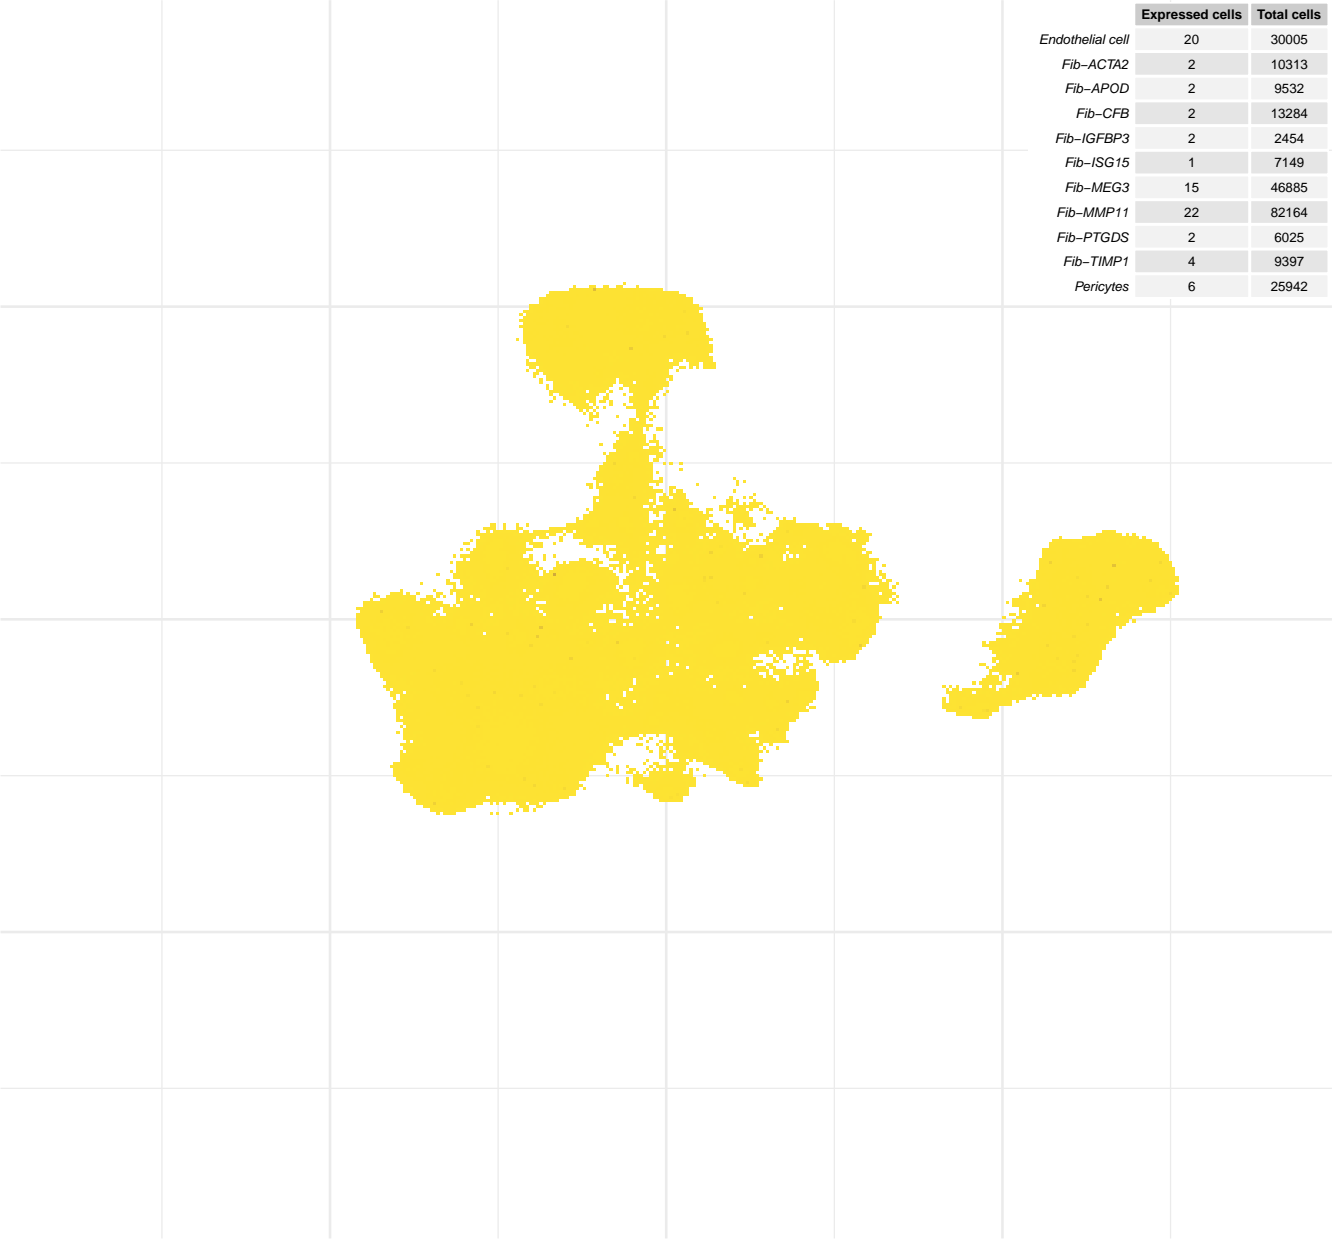 Expressed cells Total cells
Endothelial cell 20 30005
Fib−ACTA2 2 10313
Fib−APOD 2 9532
Fib−CFB 2 13284
Fib−IGFBP3 2 2454
Fib−ISG15 1 7149
Fib−MEG3 15 46885
Fib−MMP11 22 82164
Fib−PTGDS 2 6025
Fib−TIMP1 4 9397
Pericytes 6 25942